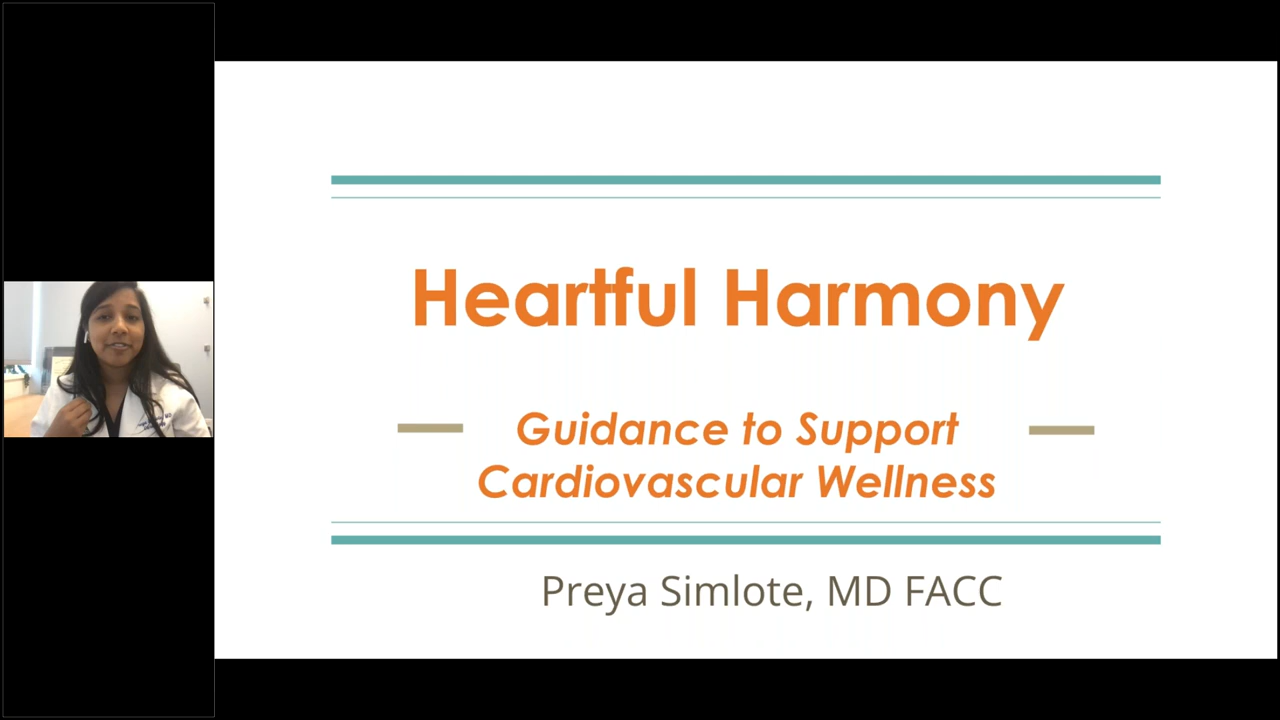 Heartful Harmony
Guidance to Support
Cardiovascular Wellness
Preya Simlote, MD FACC